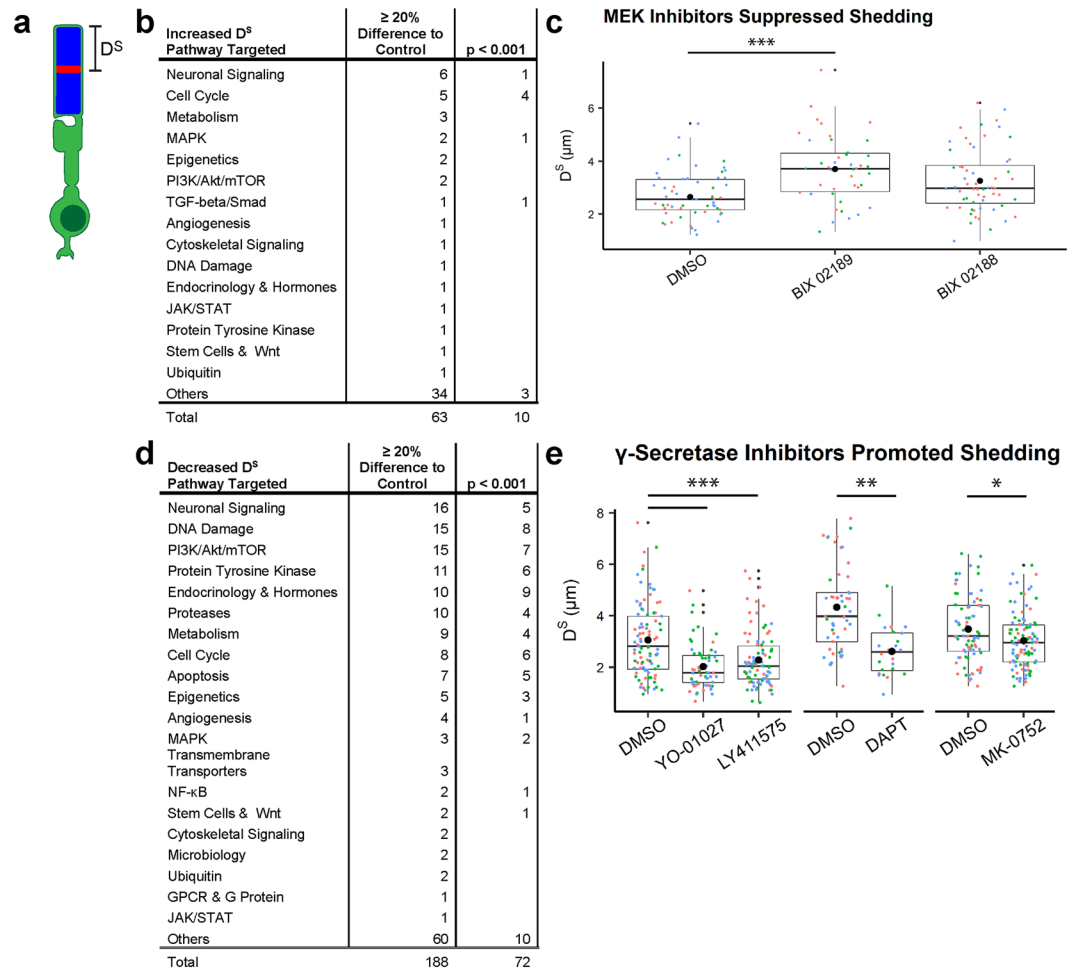 a
Dˢ
b
Increased Dˢ
Pathway Targeted
≥ 20%
Difference to
Control
p < 0.001
Neuronal Signaling 6 1
Cell Cycle 5 4
Metabolism 3
MAPK 2 1
Epigenetics 2
PI3K/Akt/mTOR 2
TGF-beta/Smad 1 1
Angiogenesis 1
Cytoskeletal Signaling 1
DNA Damage 1
Endocrinology & Hormones 1
JAK/STAT 1
Protein Tyrosine Kinase 1
Stem Cells & Wnt 1
Ubiquitin 1
Others 34 3
Total 63 10
c
MEK Inhibitors Suppressed Shedding
***
Dˢ (μm)
6
4
2
DMSO
BIX 02189
BIX 02188
d
Decreased Dˢ
Pathway Targeted
≥ 20%
Difference to
Control
p < 0.001
Neuronal Signaling 16 5
DNA Damage 15 8
PI3K/Akt/mTOR 15 7
Protein Tyrosine Kinase 11 6
Endocrinology & Hormones 10 9
Proteases 10 4
Metabolism 9 4
Cell Cycle 8 6
Apoptosis 7 5
Epigenetics 5 3
Angiogenesis 4 1
MAPK 3 2
Transmembrane
Transporters 3
NF-κB 2 1
Stem Cells & Wnt 2 1
Cytoskeletal Signaling 2
Microbiology 2
Ubiquitin 2
GPCR & G Protein 1
JAK/STAT 1
Others 60 10
Total 188 72
e
γ-Secretase Inhibitors Promoted Shedding
*** ** *
Dˢ (μm)
8
6
4
2
DMSO
YO-01027
LY411575
DMSO
DAPT
DMSO
MK-0752